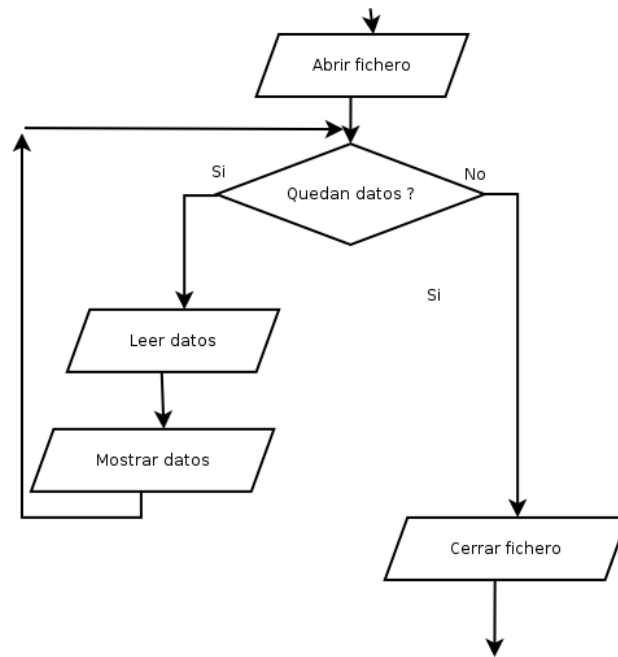 Abrir fichero
Si
No
Quedan datos ?
Si
Leer datos
Mostrar datos
Cerrar fichero